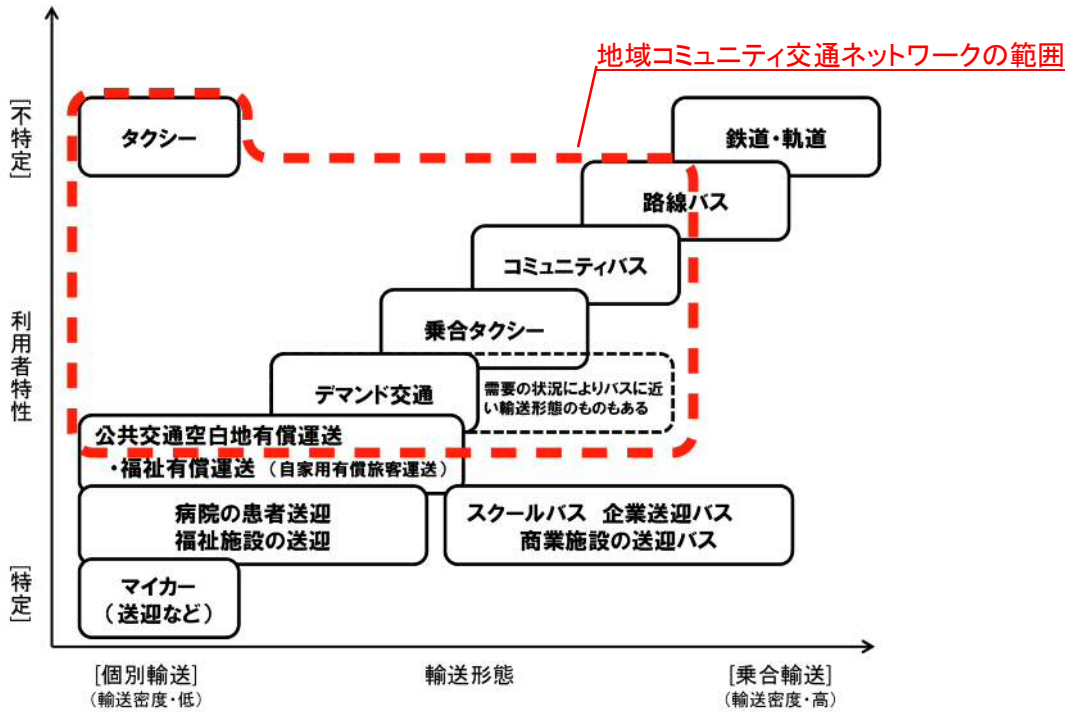 地域コミュニティ交通ネットワークの範囲
[不特定]
タクシー
鉄道・軌道
路線バス
コミュニティバス
利用者特性
乗合タクシー
デマンド交通
需要の状況によりバスに近
い輸送形態のものもある
公共交通空白地有償運送
・福祉有償運送（自家用有償旅客運送）
病院の患者送迎
福祉施設の送迎
スクールバス 企業送迎バス
商業施設の送迎バス
[特定]
マイカー
（送迎など）
[個別輸送]
（輸送密度・低）
輸送形態
[乗合輸送]
（輸送密度・高）